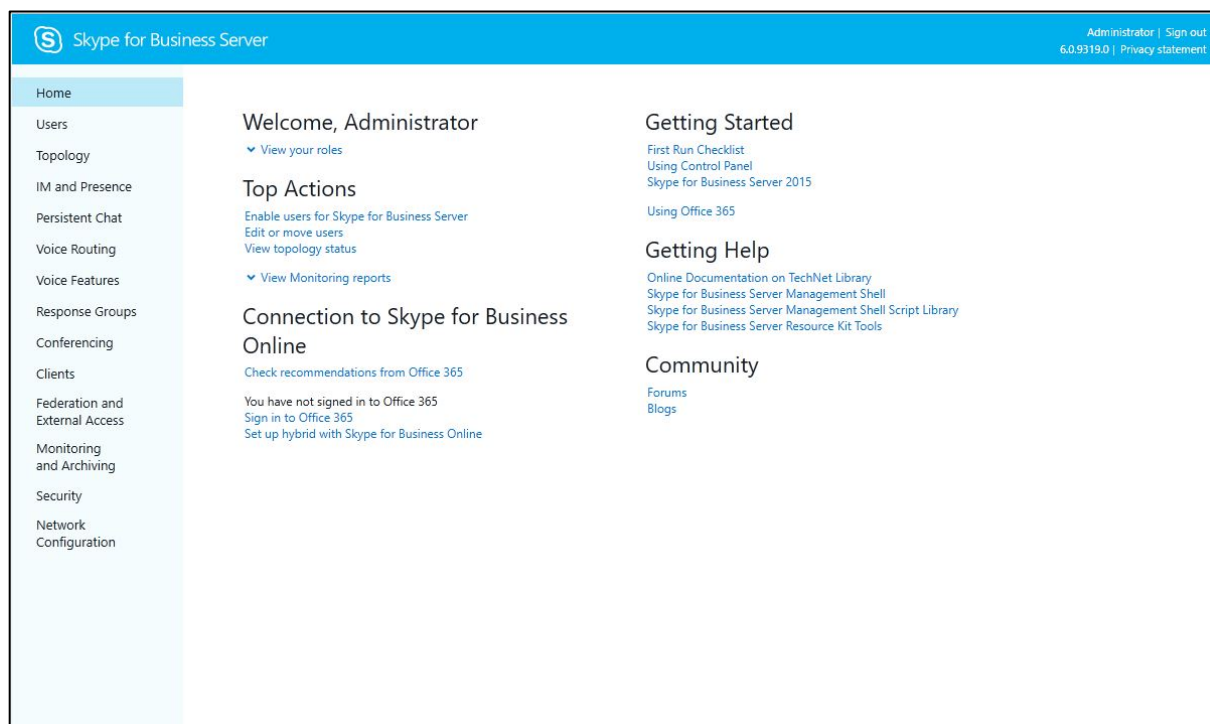 Skype for Business Server
Administrator | Sign out
6.0.9319.0 | Privacy statement
Home
Users
Topology
IM and Presence
Persistent Chat
Voice Routing
Voice Features
Response Groups
Conferencing
Clients
Federation and
External Access
Monitoring
and Archiving
Security
Network
Configuration
Welcome, Administrator
View your roles
Top Actions
Enable users for Skype for Business Server
Edit or move users
View topology status
View Monitoring reports
Connection to Skype for Business
Online
Check recommendations from Office 365
You have not signed in to Office 365
Sign in to Office 365
Set up hybrid with Skype for Business Online
Getting Started
First Run Checklist
Using Control Panel
Skype for Business Server 2015
Using Office 365
Getting Help
Online Documentation on TechNet Library
Skype for Business Server Management Shell
Skype for Business Server Management Shell Script Library
Skype for Business Server Resource Kit Tools
Community
Forums
Blogs